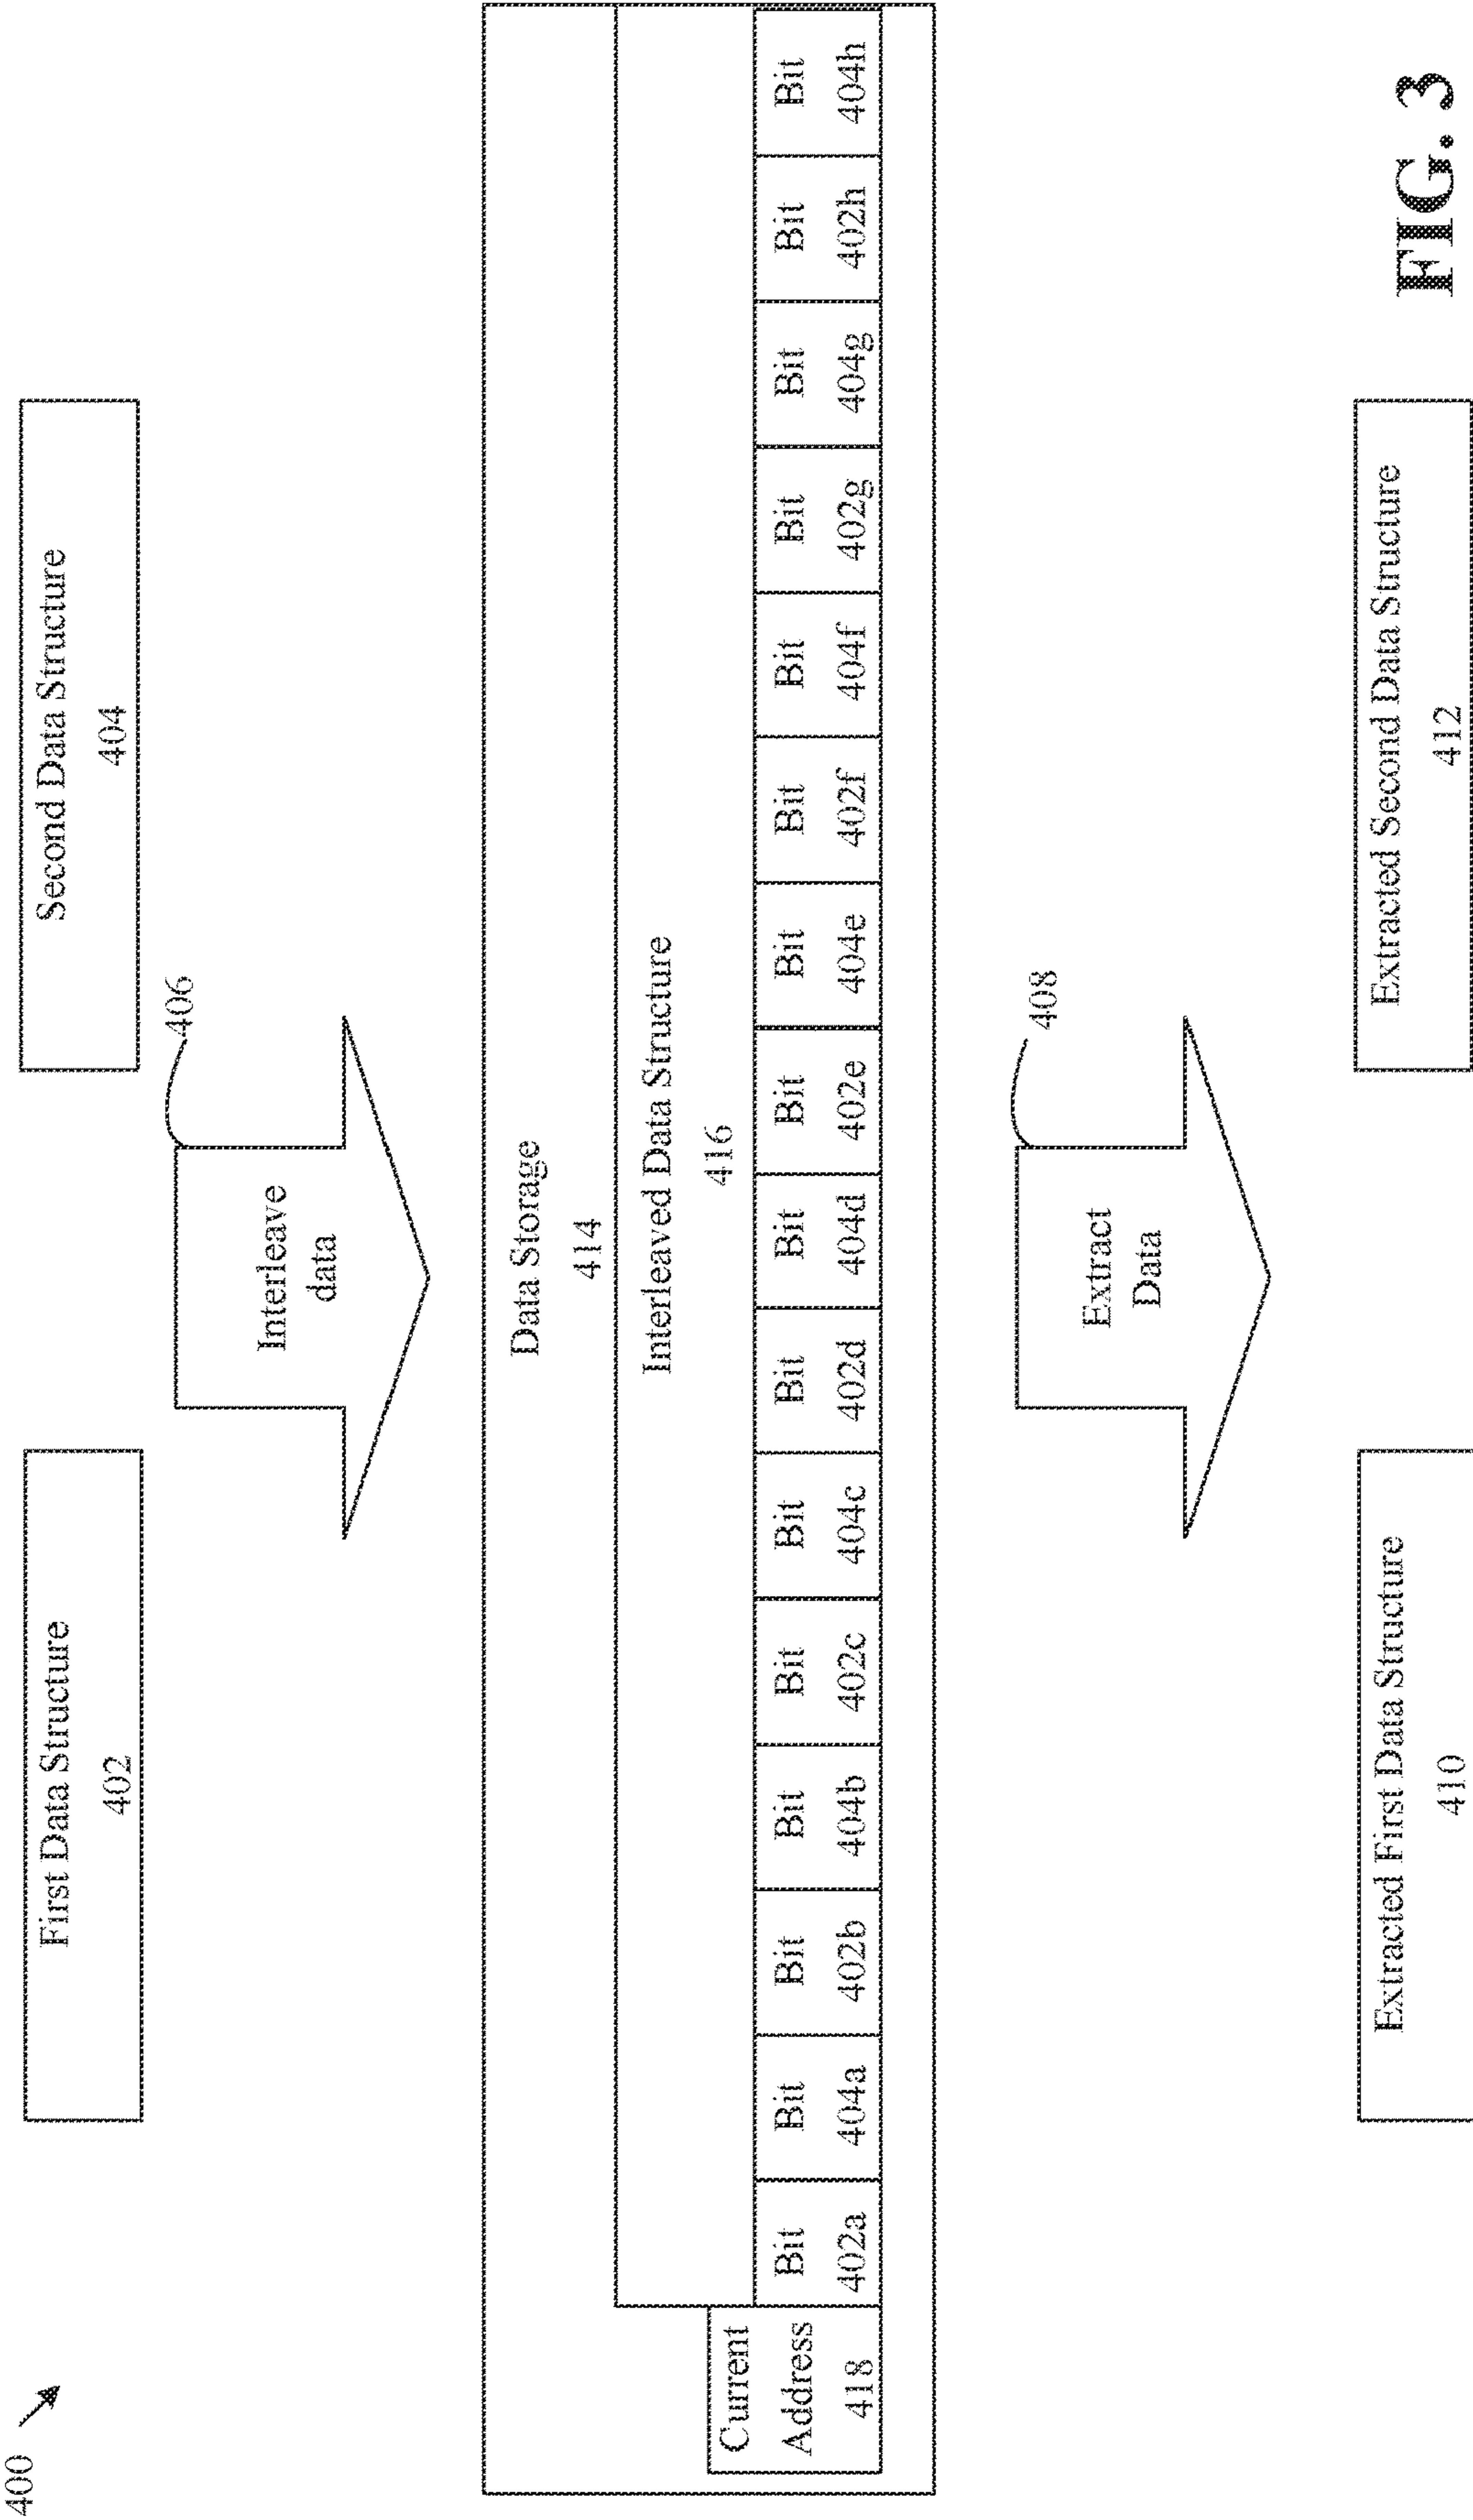 400
First Data Structure
402
Second Data Structure
404
406
Interleave
data
Data Storage
414
Interleaved Data Structure
416
Current
Address
418
Bit
402a
Bit
404a
Bit
402b
Bit
404b
Bit
402c
Bit
404c
Bit
402d
Bit
404d
Bit
402e
Bit
404e
Bit
402f
Bit
404f
Bit
402g
Bit
404g
Bit
402h
Bit
404h
408
Extract
Data
Extracted First Data Structure
410
Extracted Second Data Structure
412
FIG. 3